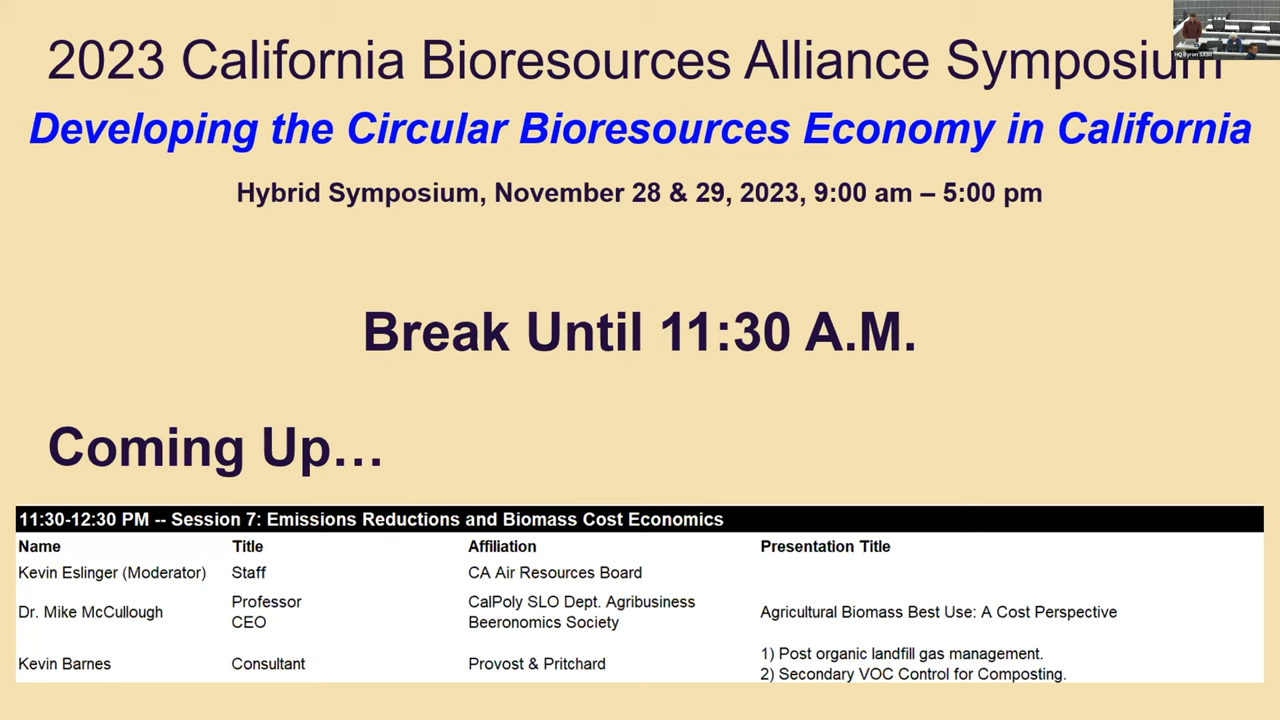 2023 California Bioresources Alliance Symposium
Developing the Circular Bioresources Economy in California
Hybrid Symposium, November 28 & 29, 2023, 9:00 am – 5:00 pm
Break Until 11:30 A.M.
Coming Up…
11:30-12:30 PM -- Session 7: Emissions Reductions and Biomass Cost Economics
Name Title Affiliation Presentation Title
Kevin Eslinger (Moderator) Staff CA Air Resources Board
Dr. Mike McCullough Professor CalPoly SLO Dept. Agribusiness Agricultural Biomass Best Use: A Cost Perspective
CEO Beeronomics Society
Kevin Barnes Consultant Provost & Pritchard 1) Post organic landfill gas management.
2) Secondary VOC Control for Composting.